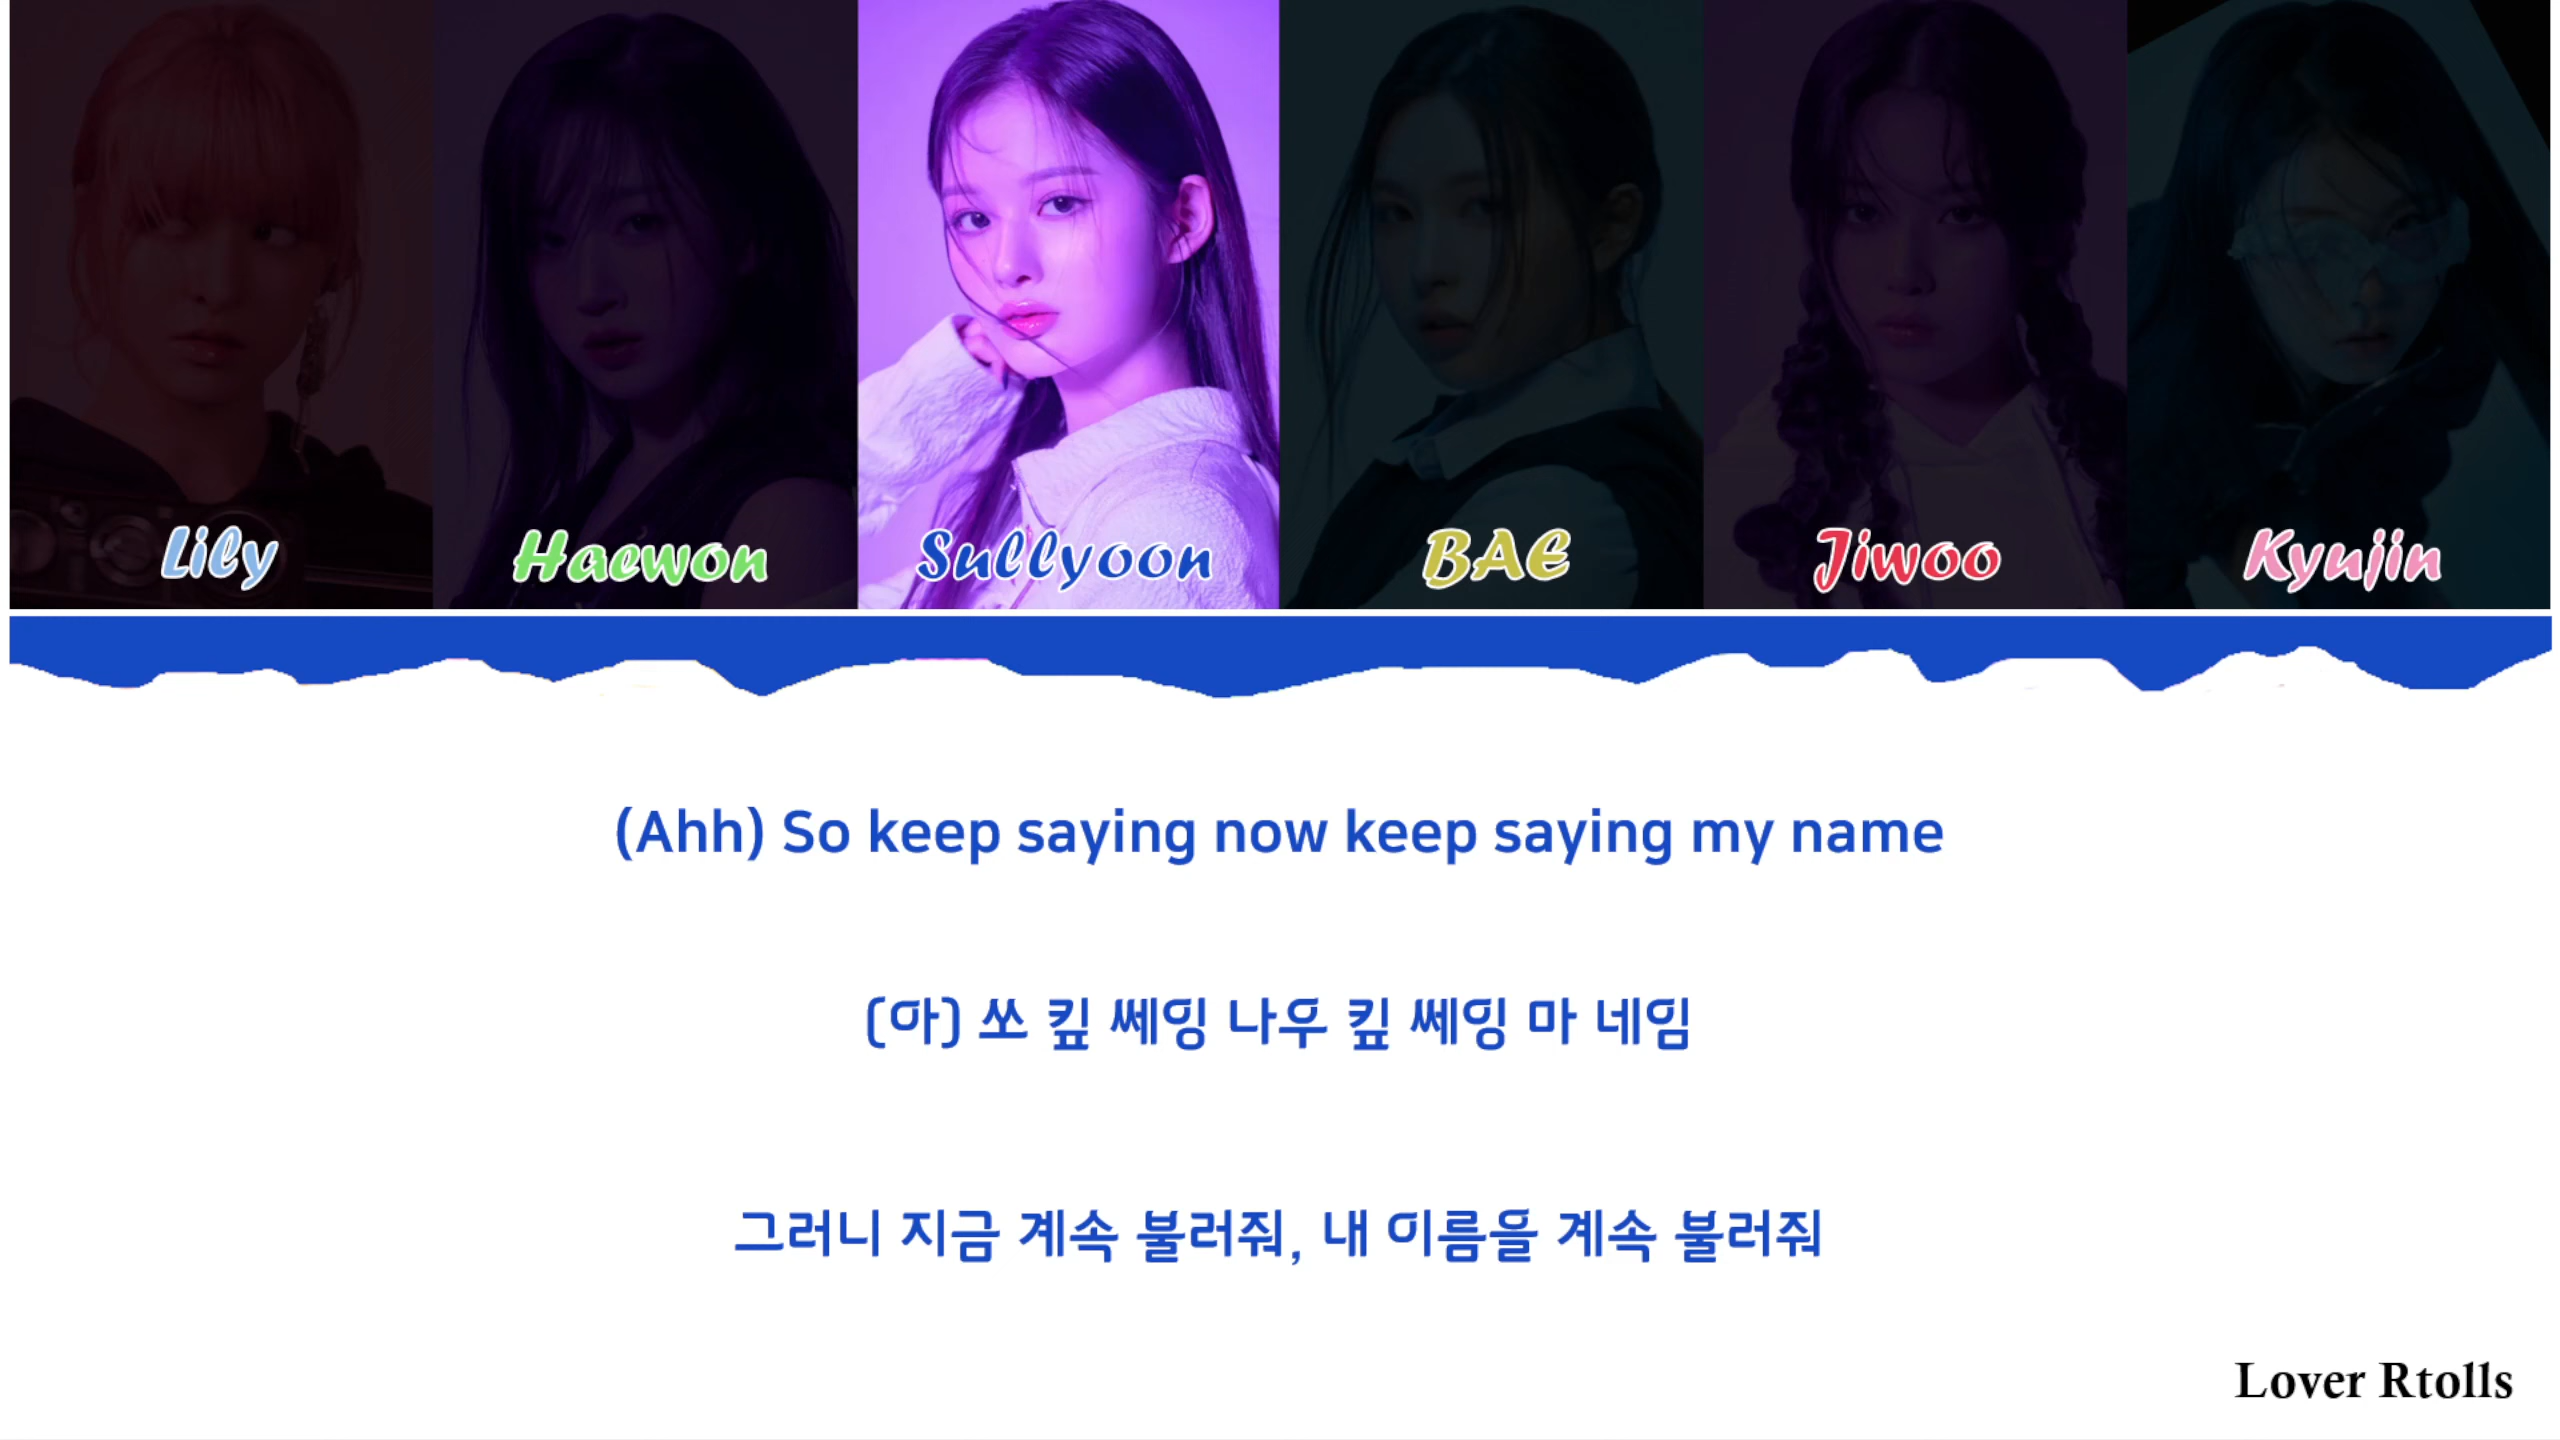 Lily
Haewon
Sullyoon
BAE
Jiwoo
Kyujin
(Ahh) So keep saying now keep saying my name
(아) 쏘 킾 쎄잉 나우 킾 쎄잉 마 네임
그러니 지금 계속 불러줘, 내 이름을 계속 불러줘
Lover Rtolls